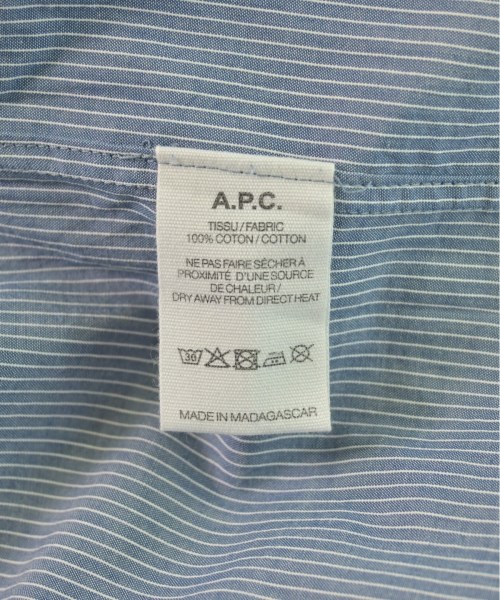 A.P.C.
TISSU/FABRIC
100% COTON/COTTON
NE PAS FAIRE SÉCHER À
PROXIMITÉ D'UNE SOURCE
DE CHALEUR/
DRY AWAY FROM DIRECT HEAT
30
MADE IN MADAGASCAR